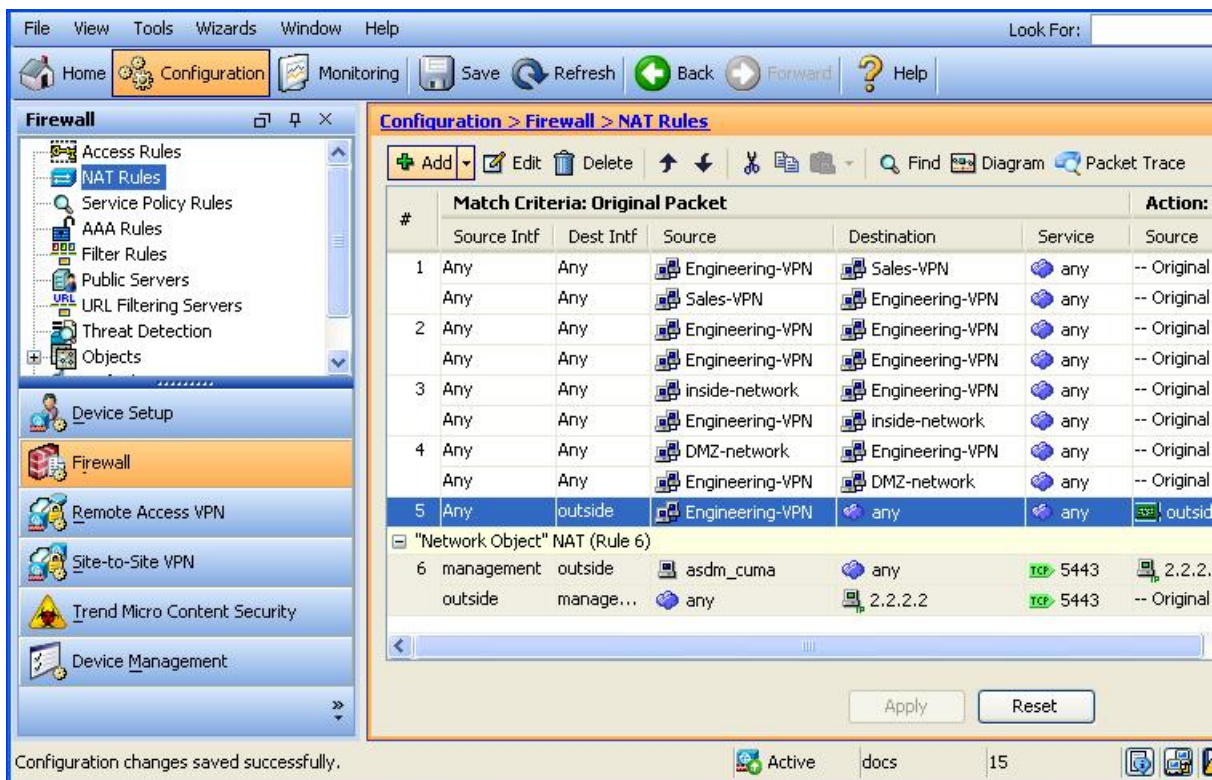 File View Tools Wizards Window Help Look For:
Home Configuration Monitoring Save Refresh Back Forward Help
Firewall
Access Rules
NAT Rules
Service Policy Rules
AAA Rules
Filter Rules
Public Servers
URL Filtering Servers
Threat Detection
Objects
Device Setup
Firewall
Remote Access VPN
Site-to-Site VPN
Trend Micro Content Security
Device Management
Configuration > Firewall > NAT Rules
Add Edit Delete Find Diagram Packet Trace
# Match Criteria: Original Packet Action:
Source Intf Dest Intf Source Destination Service Source
1 Any Any Engineering-VPN Sales-VPN any -- Original
Any Any Sales-VPN Engineering-VPN any -- Original
2 Any Any Engineering-VPN Engineering-VPN any -- Original
Any Any Engineering-VPN Engineering-VPN any -- Original
3 Any Any inside-network Engineering-VPN any -- Original
Any Any Engineering-VPN inside-network any -- Original
4 Any Any DMZ-network Engineering-VPN any -- Original
Any Any Engineering-VPN DMZ-network any -- Original
5 Any outside Engineering-VPN any any outsid
"Network Object" NAT (Rule 6)
6 management outside asdm_cuma any TCP 5443 2.2.2.
outside manage... any 2.2.2.2 TCP 5443 -- Original
Apply Reset
Configuration changes saved successfully. Active docs 15